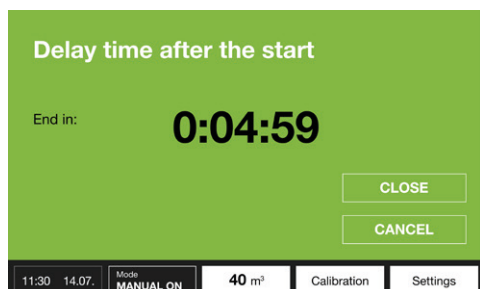 Delay time after the start
End in:
0:04:59
CLOSE
CANCEL
11:30 14.07.
Mode
MANUAL ON
40 m³
Calibration
Settings